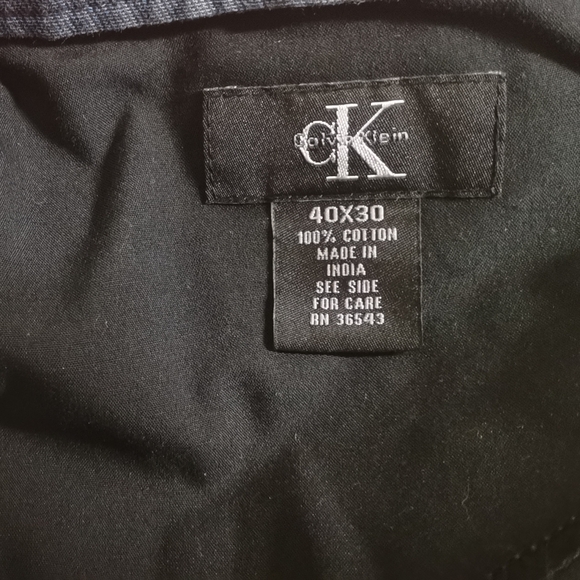 CK
Calvin Klein
40X30
100% COTTON
MADE IN
INDIA
SEE SIDE
FOR CARE
RN 36543